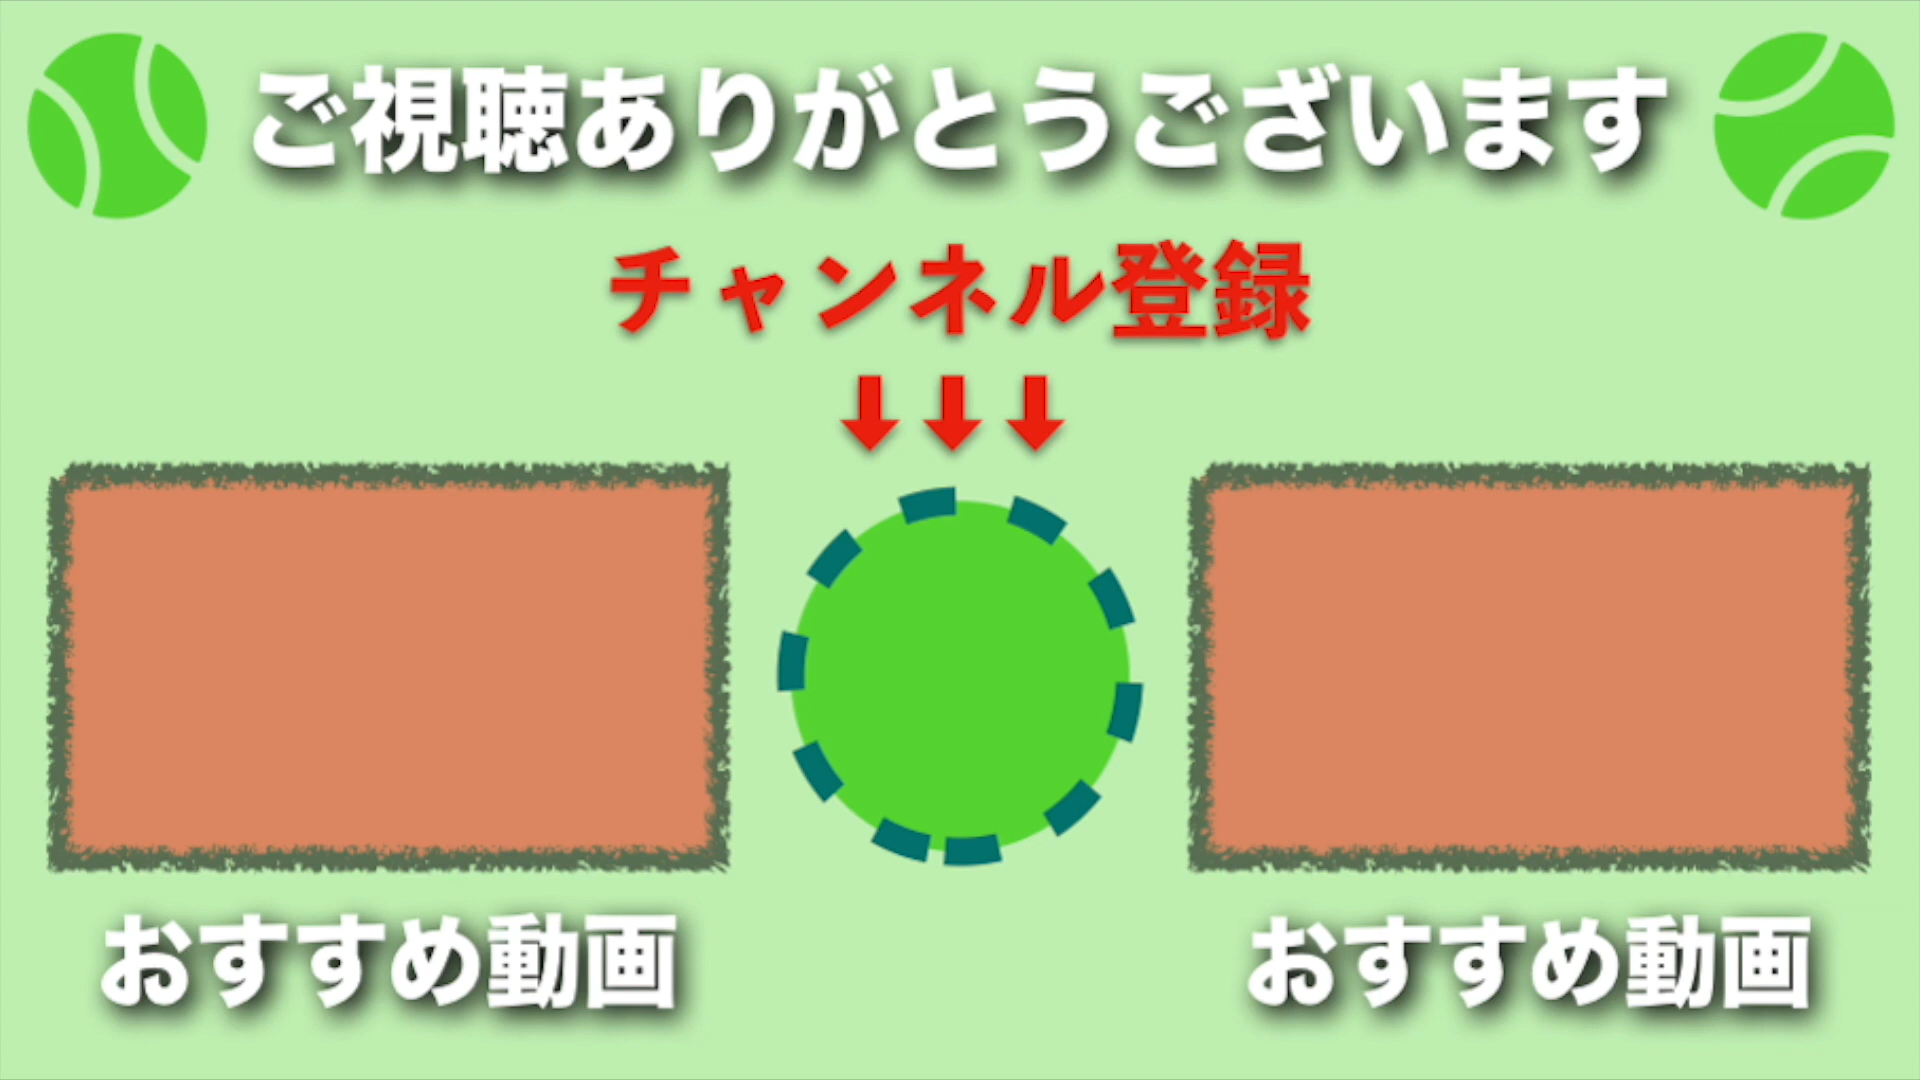 ご視聴ありがとうございます
チャンネル登録
おすすめ動画
おすすめ動画